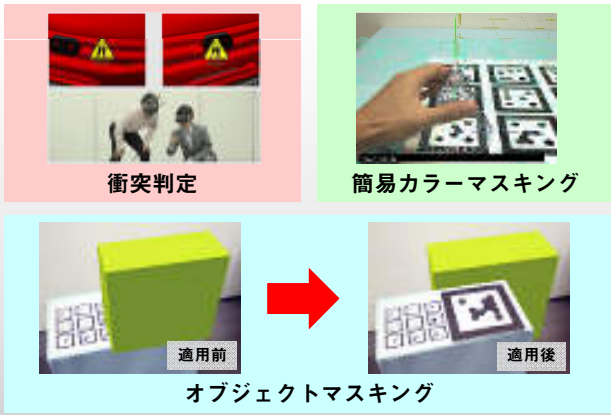 衝突判定
簡易カラーマスキング
適用前
適用後
オブジェクトマスキング